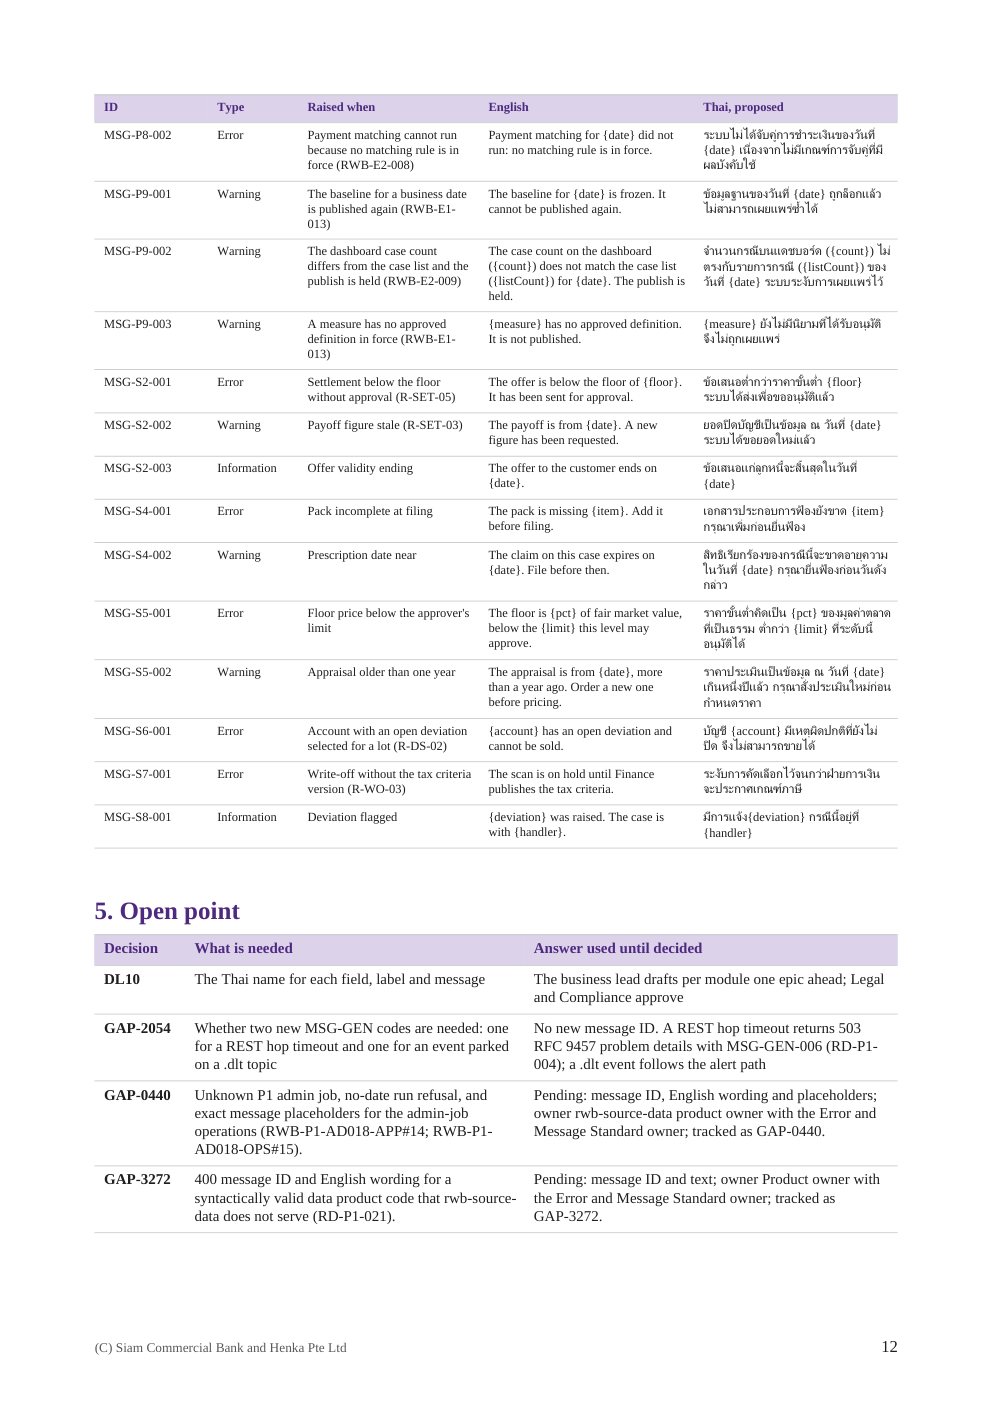 ID Type Raised when English Thai, proposed
MSG-P8-002 Error Payment matching cannot run Payment matching for {date} did not ระบบไม่ได้จับคู่การชำระเงินของวันที่
because no matching rule is in run: no matching rule is in force. {date} เนื่องจากไม่มีเกณฑ์การจับคู่ที่มี
force (RWB-E2-008) ผลบังคับใช้
MSG-P9-001 Warning The baseline for a business date The baseline for {date} is frozen. It ข้อมูลฐานของวันที่ {date} ถูกล็อกแล้ว
is published again (RWB-E1- cannot be published again. ไม่สามารถเผยแพร่ซ้ำได้
013)
MSG-P9-002 Warning The dashboard case count The case count on the dashboard จำนวนกรณีบนแดชบอร์ด ({count}) ไม่
differs from the case list and the ({count}) does not match the case list ตรงกับรายการกรณี ({listCount}) ของ
publish is held (RWB-E2-009) ({listCount}) for {date}. The publish is วันที่ {date} ระบบระงับการเผยแพร่ไว้
held.
MSG-P9-003 Warning A measure has no approved {measure} has no approved definition. {measure} ยังไม่มีนิยามที่ได้รับอนุมัติ
definition in force (RWB-E1- It is not published. จึงไม่ถูกเผยแพร่
013)
MSG-S2-001 Error Settlement below the floor The offer is below the floor of {floor}. ข้อเสนอต่ำกว่าราคาขั้นต่ำ {floor}
without approval (R-SET-05) It has been sent for approval. ระบบได้ส่งเพื่อขออนุมัติแล้ว
MSG-S2-002 Warning Payoff figure stale (R-SET-03) The payoff is from {date}. A new ยอดปิดบัญชีเป็นข้อมูล ณ วันที่ {date}
figure has been requested. ระบบได้ขอยอดใหม่แล้ว
MSG-S2-003 Information Offer validity ending The offer to the customer ends on ข้อเสนอแก่ลูกหนี้จะสิ้นสุดในวันที่
{date}. {date}
MSG-S4-001 Error Pack incomplete at filing The pack is missing {item}. Add it เอกสารประกอบการฟ้องยังขาด {item}
before filing. กรุณาเพิ่มก่อนยื่นฟ้อง
MSG-S4-002 Warning Prescription date near The claim on this case expires on สิทธิเรียกร้องของกรณีนี้จะขาดอายุความ
{date}. File before then. ในวันที่ {date} กรุณายื่นฟ้องก่อนวันดัง
กล่าว
MSG-S5-001 Error Floor price below the approver's The floor is {pct} of fair market value, ราคาขั้นต่ำคิดเป็น {pct} ของมูลค่าตลาด
limit below the {limit} this level may ที่เป็นธรรม ต่ำกว่า {limit} ที่ระดับนี้
approve. อนุมัติได้
MSG-S5-002 Warning Appraisal older than one year The appraisal is from {date}, more ราคาประเมินเป็นข้อมูล ณ วันที่ {date}
than a year ago. Order a new one เกินหนึ่งปีแล้ว กรุณาสั่งประเมินใหม่ก่อน
before pricing. กำหนดราคา
MSG-S6-001 Error Account with an open deviation {account} has an open deviation and บัญชี {account} มีเหตุผิดปกติที่ยังไม่
selected for a lot (R-DS-02) cannot be sold. ปิด จึงไม่สามารถขายได้
MSG-S7-001 Error Write-off without the tax criteria The scan is on hold until Finance ระงับการคัดเลือกไว้จนกว่าฝ่ายการเงิน
version (R-WO-03) publishes the tax criteria. จะประกาศเกณฑ์ภาษี
MSG-S8-001 Information Deviation flagged {deviation} was raised. The case is มีการแจ้ง{deviation} กรณีนี้อยู่ที่
with {handler}. {handler}
5. Open point
Decision What is needed Answer used until decided
DL10 The Thai name for each field, label and message The business lead drafts per module one epic ahead; Legal
and Compliance approve
GAP-2054 Whether two new MSG-GEN codes are needed: one No new message ID. A REST hop timeout returns 503
for a REST hop timeout and one for an event parked RFC 9457 problem details with MSG-GEN-006 (RD-P1-
on a .dlt topic 004); a .dlt event follows the alert path
GAP-0440 Unknown P1 admin job, no-date run refusal, and Pending: message ID, English wording and placeholders;
exact message placeholders for the admin-job owner rwb-source-data product owner with the Error and
operations (RWB-P1-AD018-APP#14; RWB-P1- Message Standard owner; tracked as GAP-0440.
AD018-OPS#15).
GAP-3272 400 message ID and English wording for a Pending: message ID and text; owner Product owner with
syntactically valid data product code that rwb-source- the Error and Message Standard owner; tracked as
data does not serve (RD-P1-021). GAP-3272.
(C) Siam Commercial Bank and Henka Pte Ltd 12